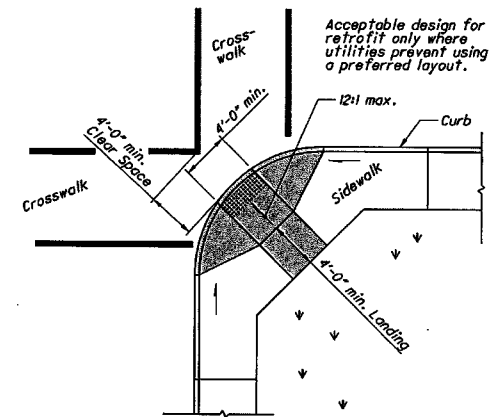 Cross-
walk
Acceptable design for
retrofit only where
utilities prevent using
a preferred layout.
4'-0" min.
Clear Space
4'-0" min.
12:1 max.
Curb
Crosswalk
Sidewalk
4'-0" min. Landing